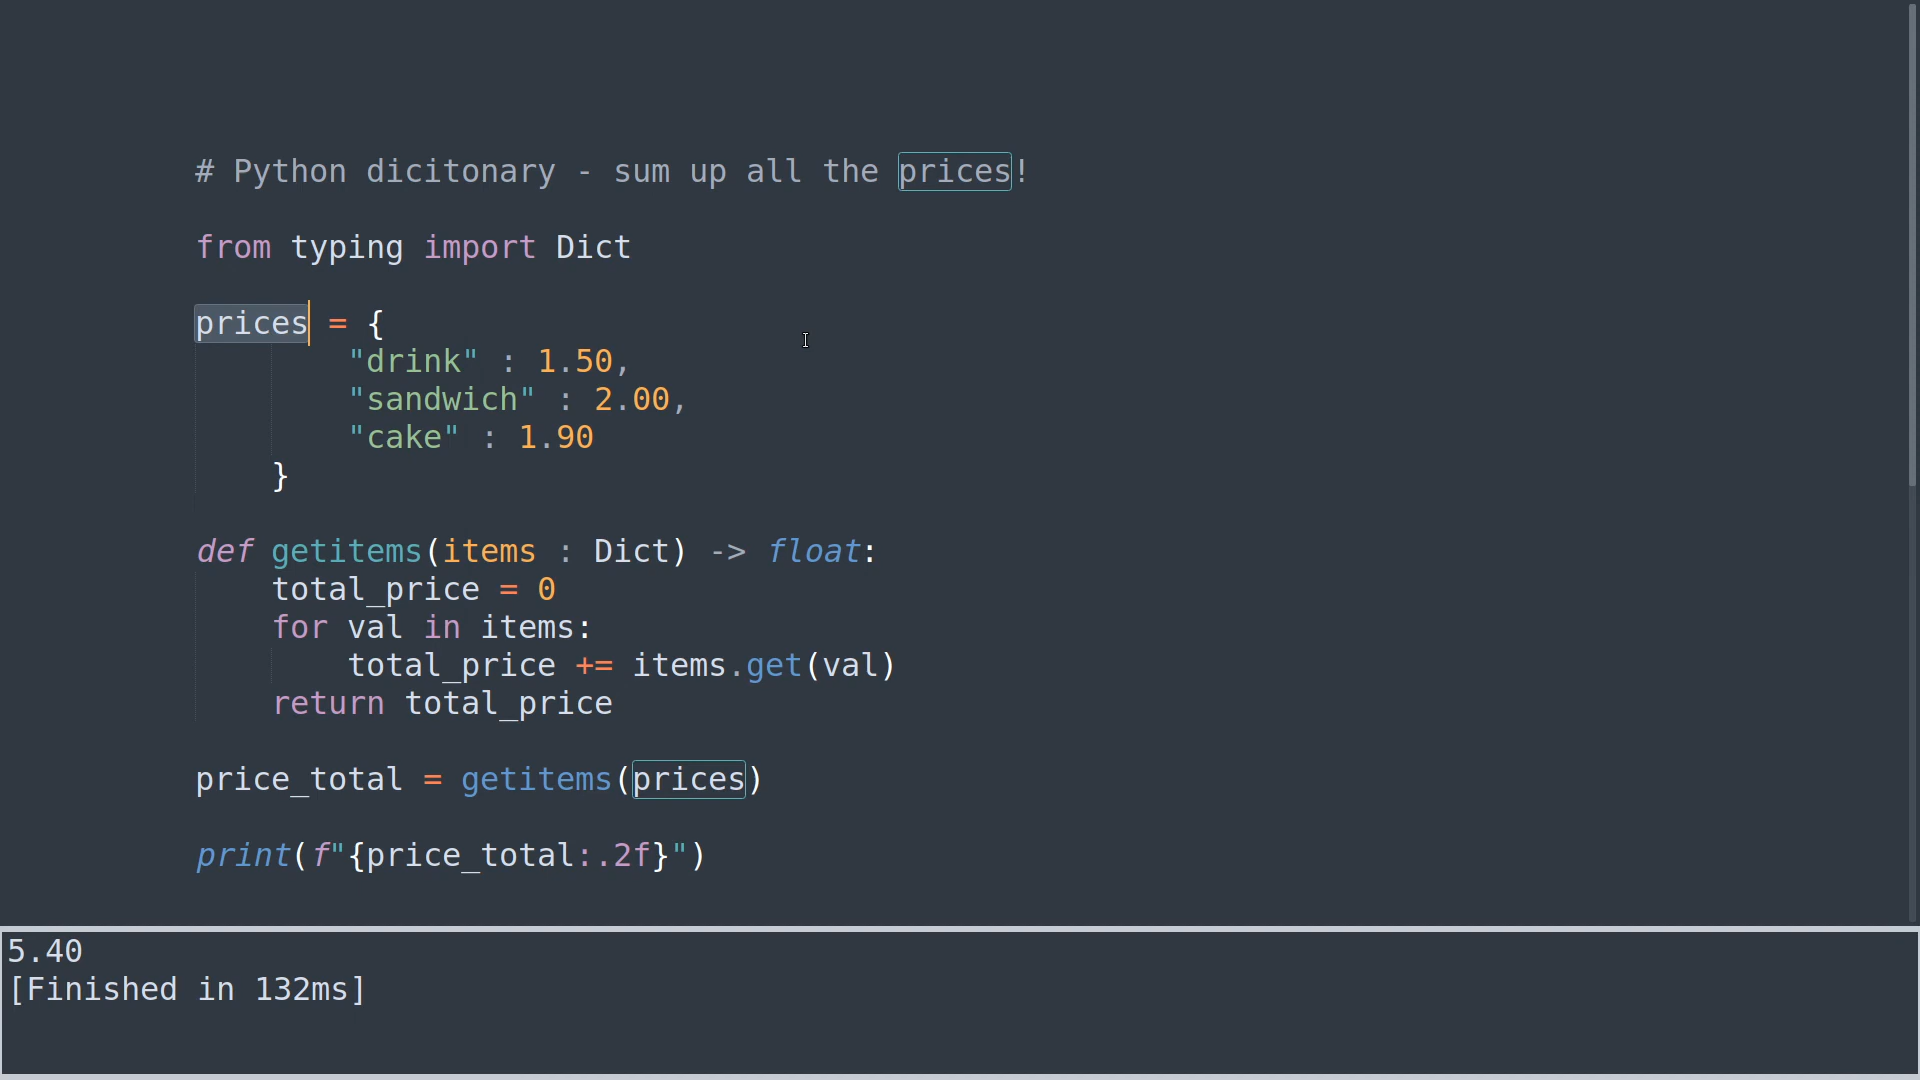 # Python dicitonary - sum up all the prices!
from typing import Dict
prices = {
"drink" : 1.50,
"sandwich" : 2.00,
"cake" : 1.90
}
def getitems(items : Dict) -> float:
total_price = 0
for val in items:
total_price += items.get(val)
return total_price
price_total = getitems(prices)
print(f"{price_total:.2f}")
5.40
[Finished in 132ms]